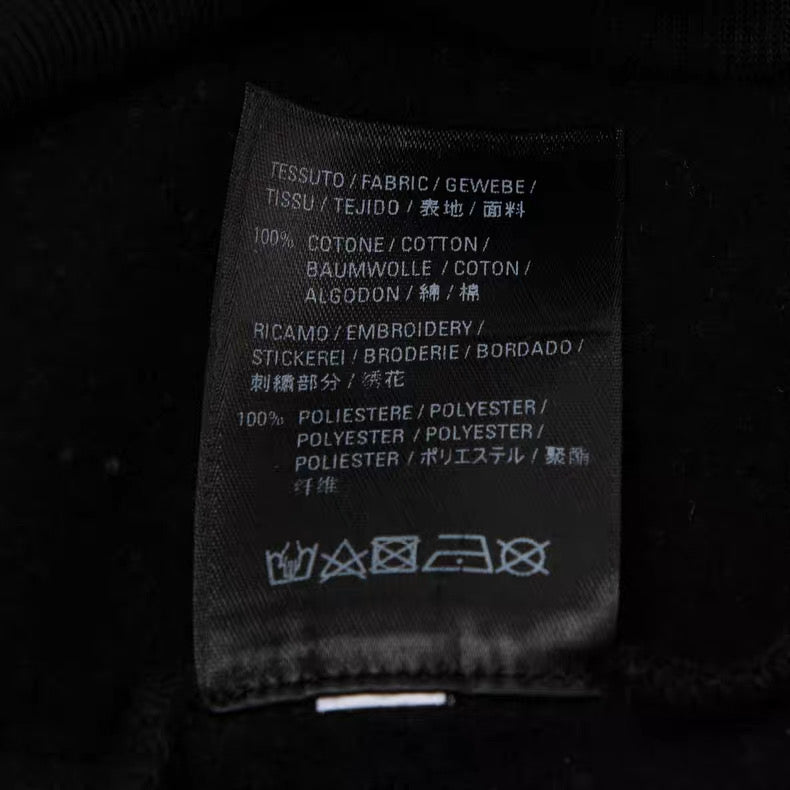 TESSUTO / FABRIC / GEWEBE /
TISSU / TEJIDO / 表地 / 面料
100% COTONE / COTTON /
BAUMWOLLE / COTON /
ALGODON / 綿 / 棉
RICAMO / EMBROIDERY /
STICKEREI / BRODERIE / BORDADO /
刺繍部分 / 绣花
100% POLIESTERE / POLYESTER /
POLYESTER / POLYESTER /
POLIESTER / ポリエステル / 聚酯
纤维